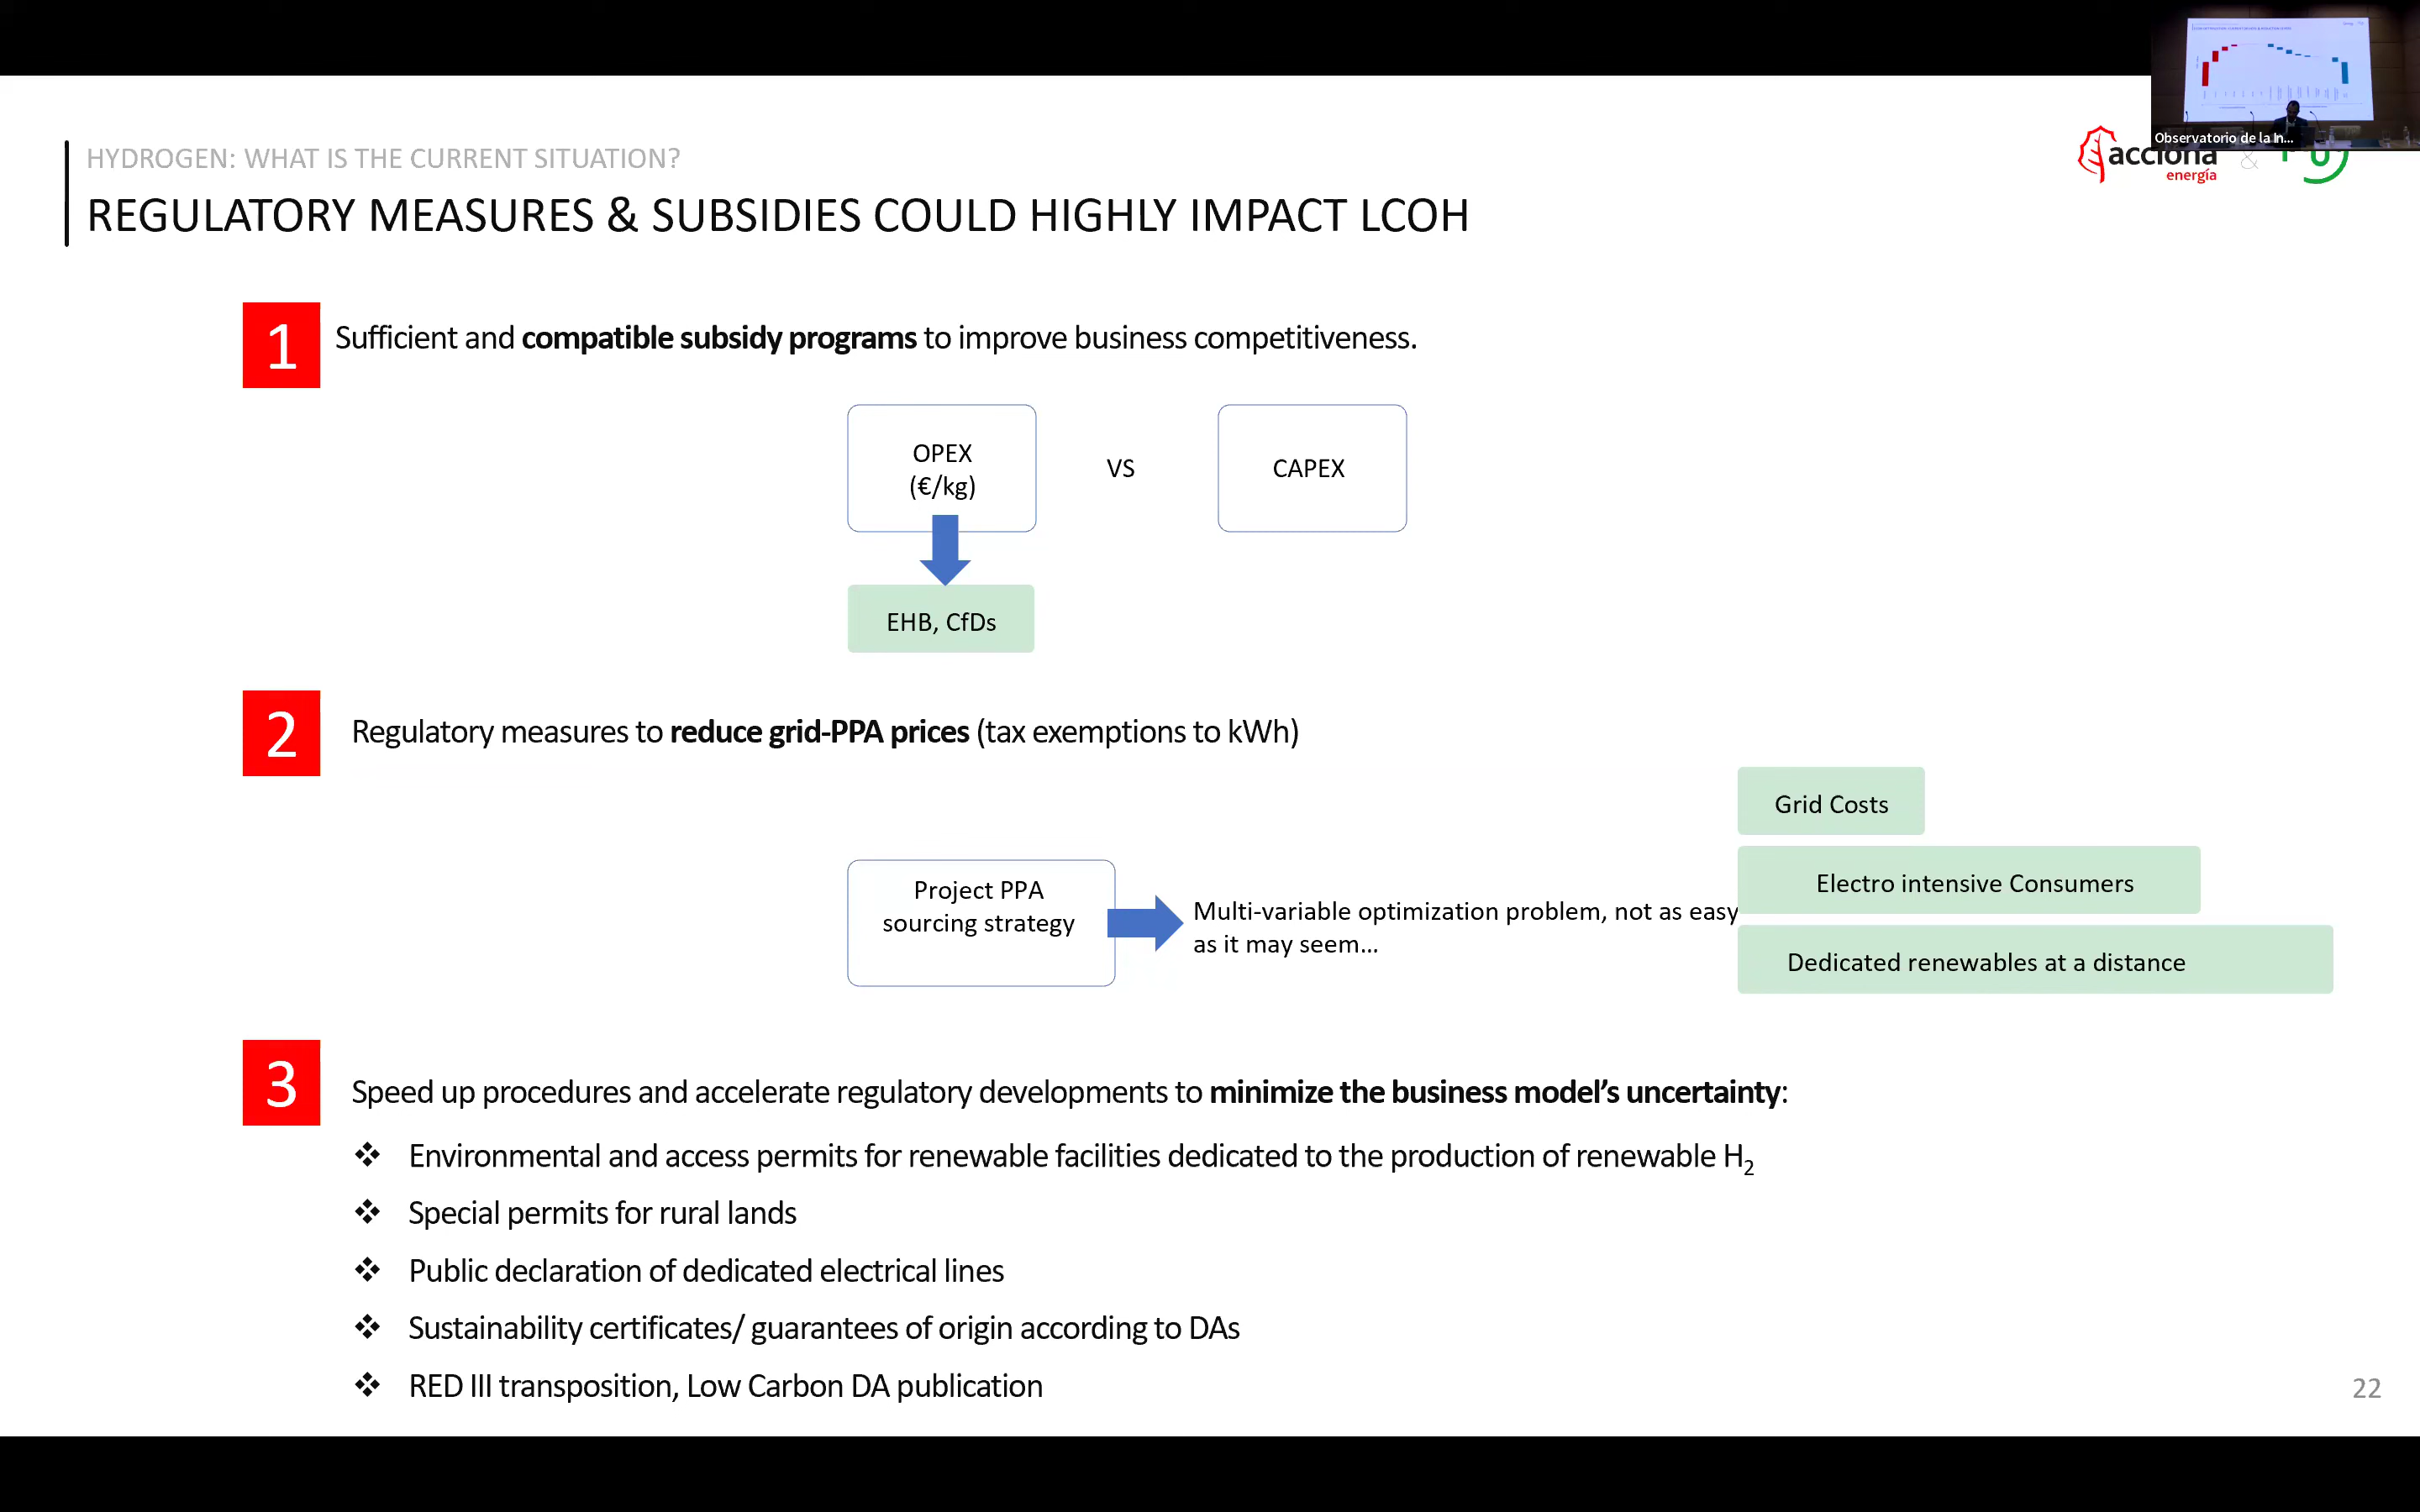 Observatorio de la In...
HYDROGEN: WHAT IS THE CURRENT SITUATION?
acciona
&
energía
REGULATORY MEASURES & SUBSIDIES COULD HIGHLY IMPACT LCOH
1
Sufficient and compatible subsidy programs to improve business competitiveness.
OPEX
(€/kg)
VS
CAPEX
EHB, CfDs
2
Regulatory measures to reduce grid-PPA prices (tax exemptions to kWh)
Project PPA
sourcing strategy
Multi-variable optimization problem, not as easy
as it may seem...
Grid Costs
Electro intensive Consumers
Dedicated renewables at a distance
3
Speed up procedures and accelerate regulatory developments to minimize the business model’s uncertainty:
❖ Environmental and access permits for renewable facilities dedicated to the production of renewable H₂
❖ Special permits for rural lands
❖ Public declaration of dedicated electrical lines
❖ Sustainability certificates/ guarantees of origin according to DAs
❖ RED III transposition, Low Carbon DA publication
22